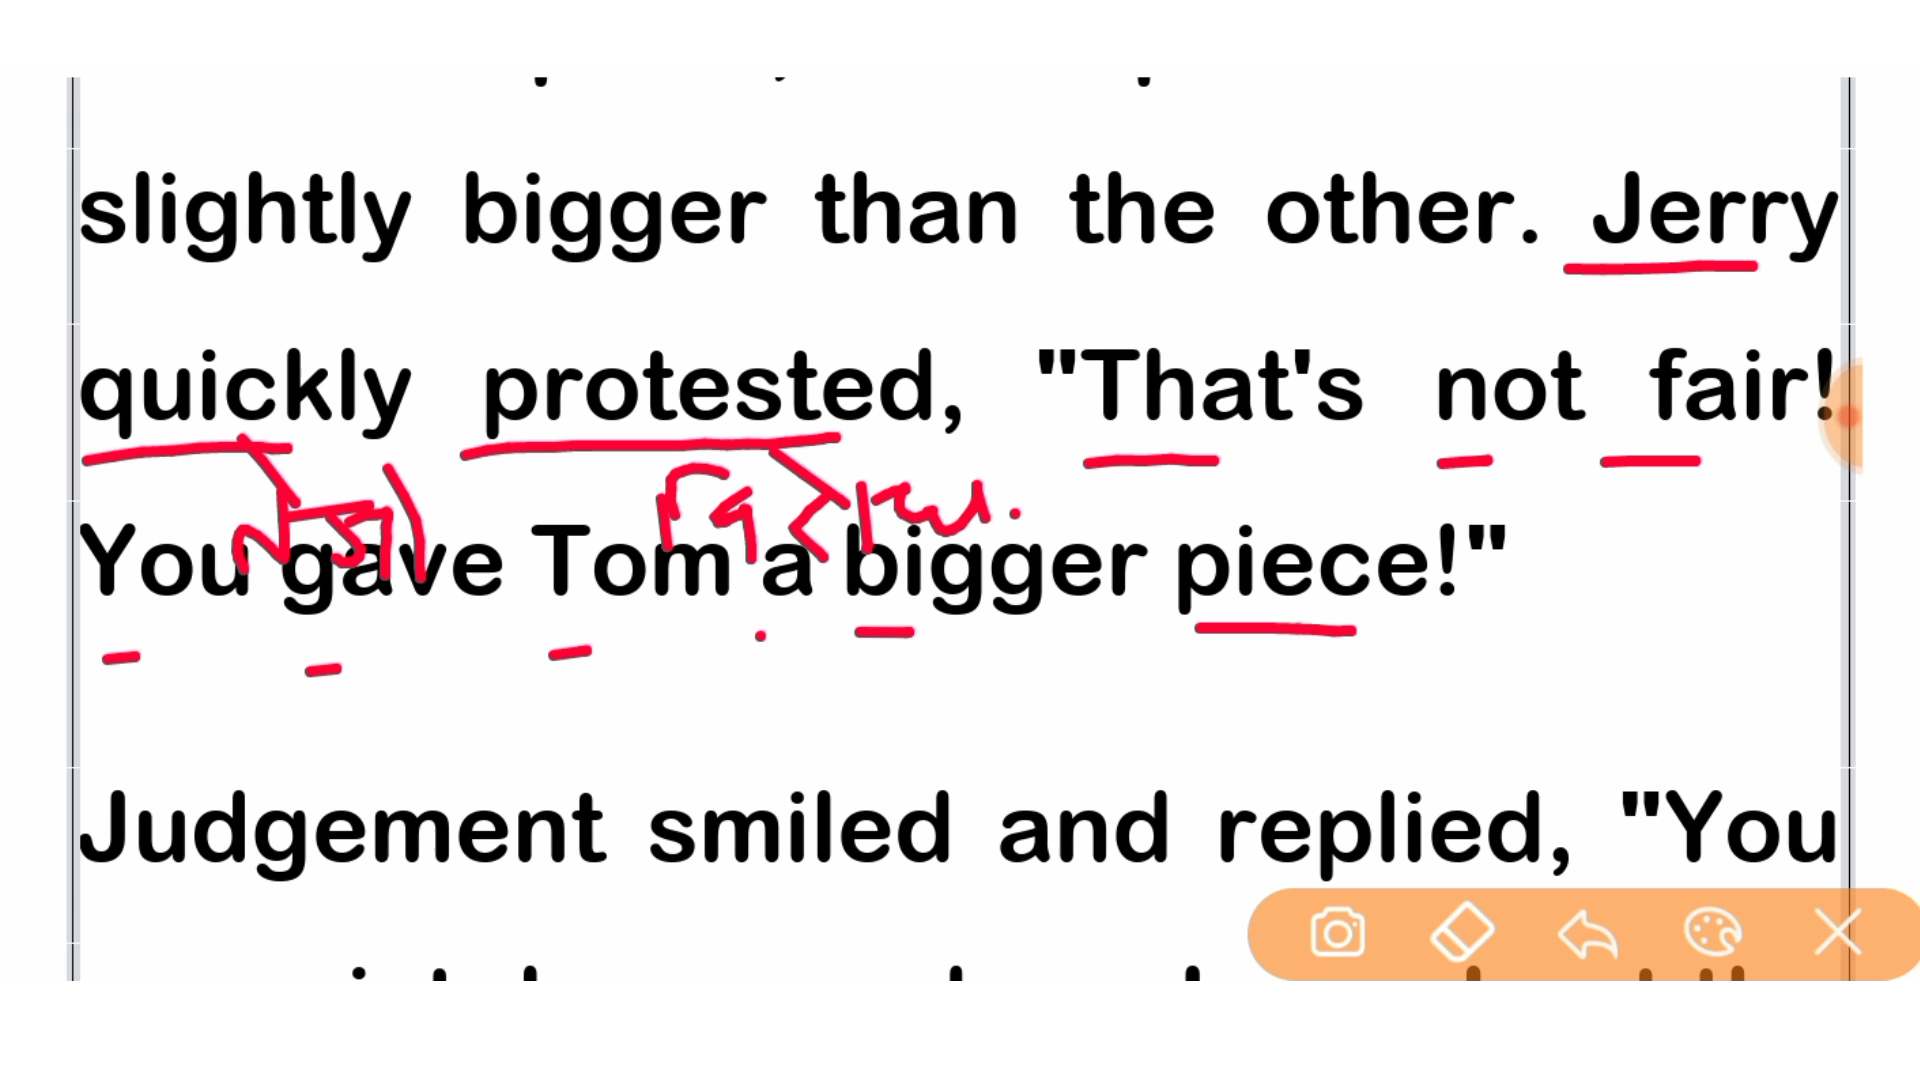 slightly bigger than the other. Jerry
quickly protested, "That's not fair!
You gave Tom a bigger piece!"
Judgement smiled and replied, "You